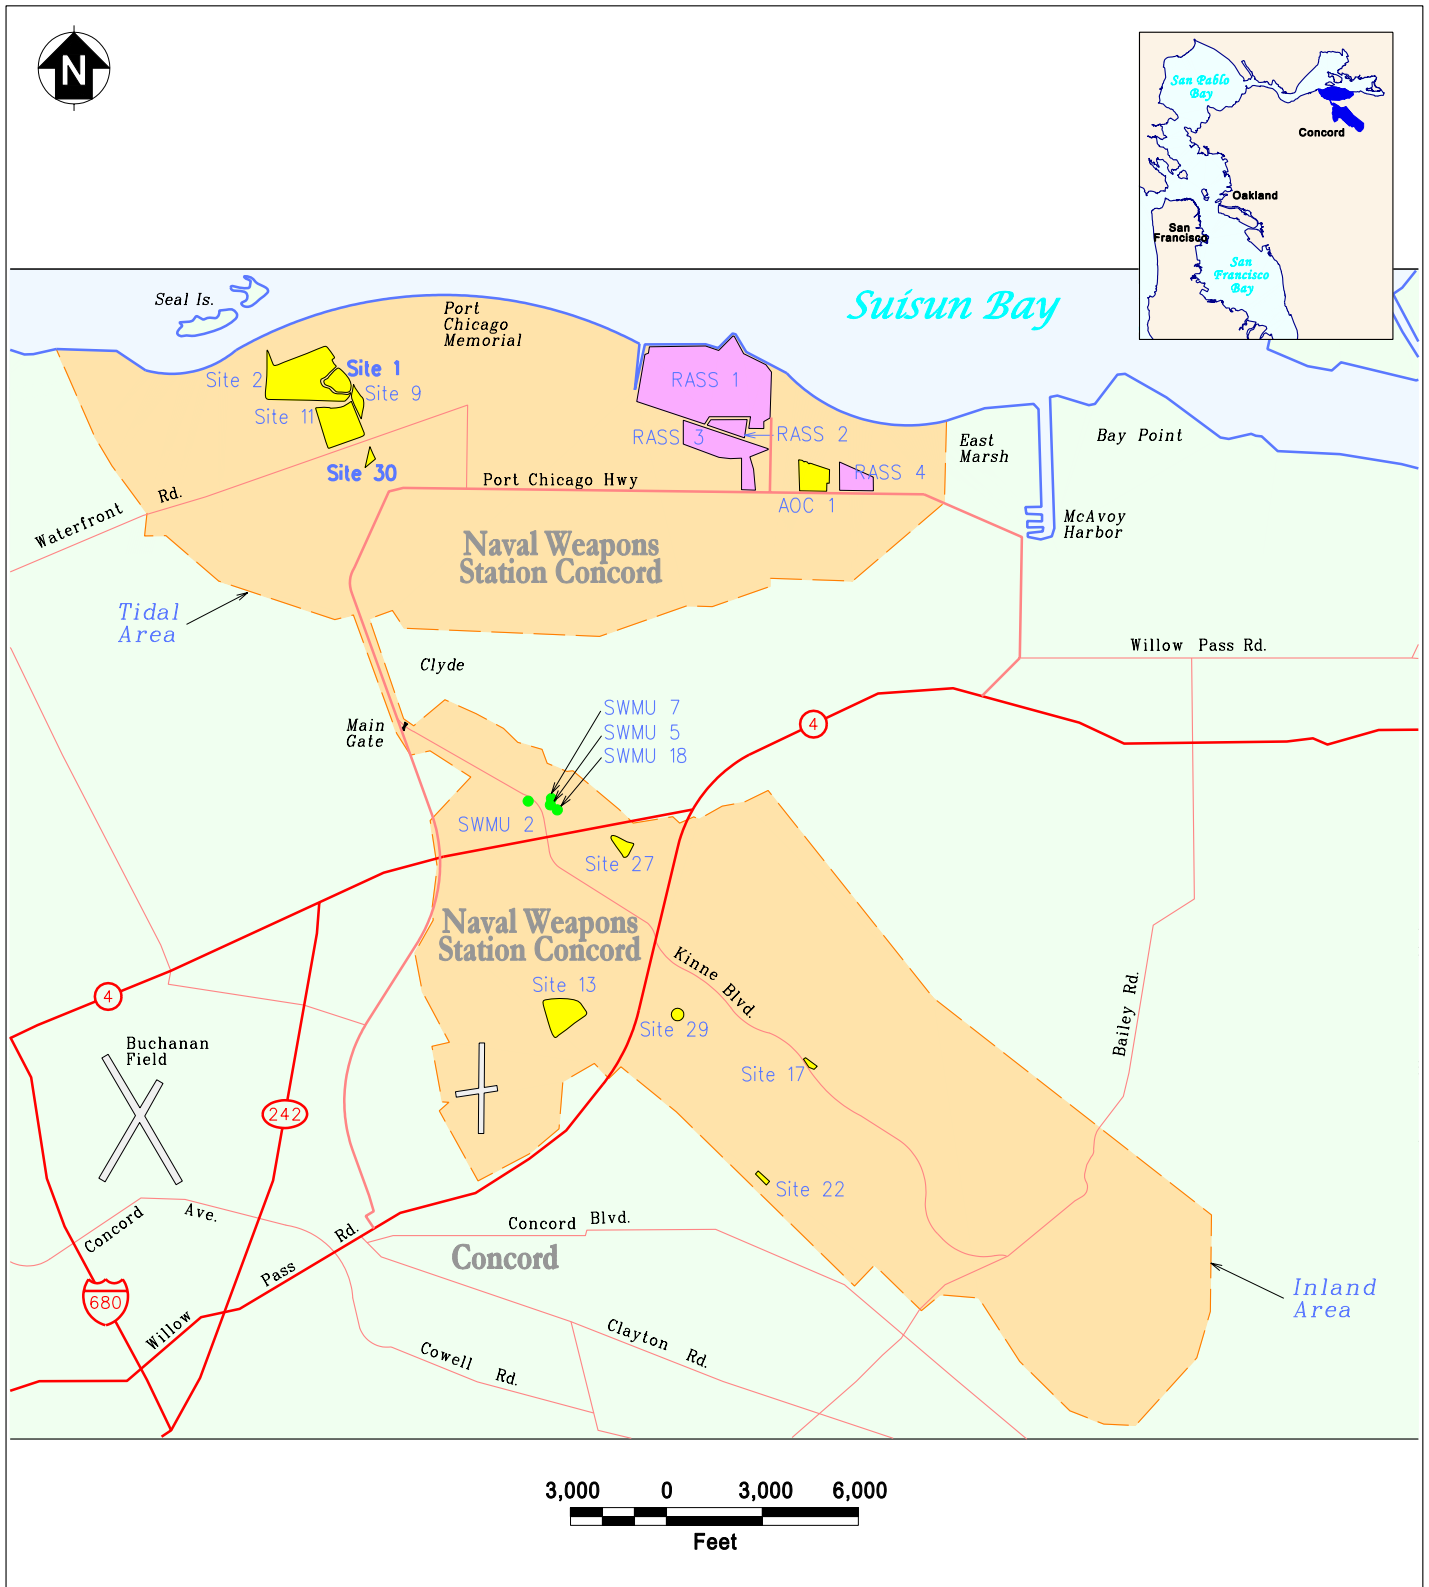 N
San Pablo
Bay
Concord
Oakland
San
Francisco
San
Francisco
Bay
Seal Is.
Port
Chicago
Memorial
Suisun Bay
Site 2
Site 1
Site 9
Site 11
Site 30
RASS 1
RASS 2
RASS 3
RASS 4
AOC 1
East
Marsh
Bay Point
McAvoy
Harbor
Waterfront Rd.
Port Chicago Hwy
Naval Weapons
Station Concord
Tidal
Area
Clyde
Willow Pass Rd.
Main
Gate
SWMU 7
SWMU 5
SWMU 18
SWMU 2
4
Site 27
Naval Weapons
Station Concord
Kinne Blvd.
Site 13
Site 29
Site 17
Site 22
Bailey Rd.
4
Buchanan
Field
242
Concord Ave.
680
Willow Pass Rd.
Concord Blvd.
Concord
Clayton Rd.
Cowell Rd.
Inland
Area
3,000 0 3,000 6,000
Feet